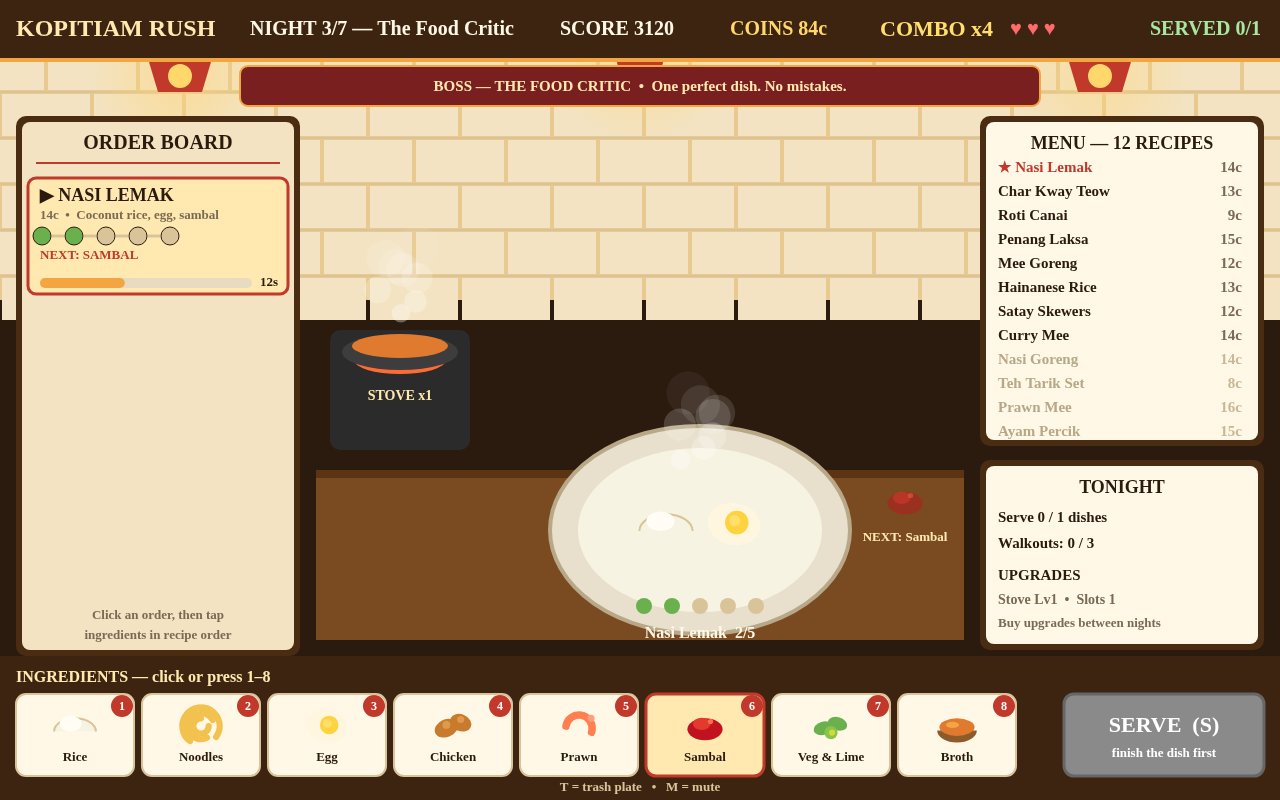 KOPITIAM RUSH
NIGHT 3/7 — The Food Critic
SCORE 3120
COINS 84c
COMBO x4
SERVED 0/1
BOSS — THE FOOD CRITIC • One perfect dish. No mistakes.
ORDER BOARD
▶ NASI LEMAK
14c • Coconut rice, egg, sambal
NEXT: SAMBAL
12s
Click an order, then tap
ingredients in recipe order
STOVE x1
NEXT: Sambal
Nasi Lemak 2/5
MENU — 12 RECIPES
★ Nasi Lemak 14c
Char Kway Teow 13c
Roti Canai 9c
Penang Laksa 15c
Mee Goreng 12c
Hainanese Rice 13c
Satay Skewers 12c
Curry Mee 14c
Nasi Goreng 14c
Teh Tarik Set 8c
Prawn Mee 16c
Ayam Percik 15c
TONIGHT
Serve 0 / 1 dishes
Walkouts: 0 / 3
UPGRADES
Stove Lv1 • Slots 1
Buy upgrades between nights
INGREDIENTS — click or press 1–8
1
Rice
2
Noodles
3
Egg
4
Chicken
5
Prawn
6
Sambal
7
Veg & Lime
8
Broth
SERVE (S)
finish the dish first
T = trash plate • M = mute